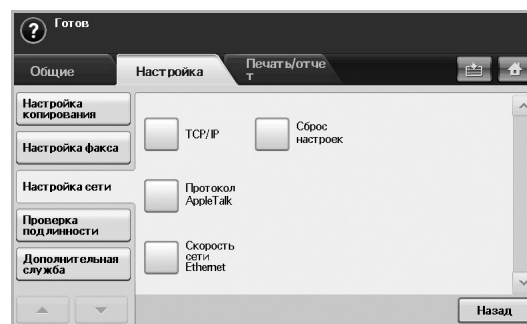 ?
Готов
Общие
Настройка
Печать/отче
т
Настройка
копирования
Настройка факса
Настройка сети
Проверка
подлинности
Дополнительная
служба
TCP/IP
Сброс
настроек
Протокол
AppleTalk
Скорость
сети
Ethernet
Назад